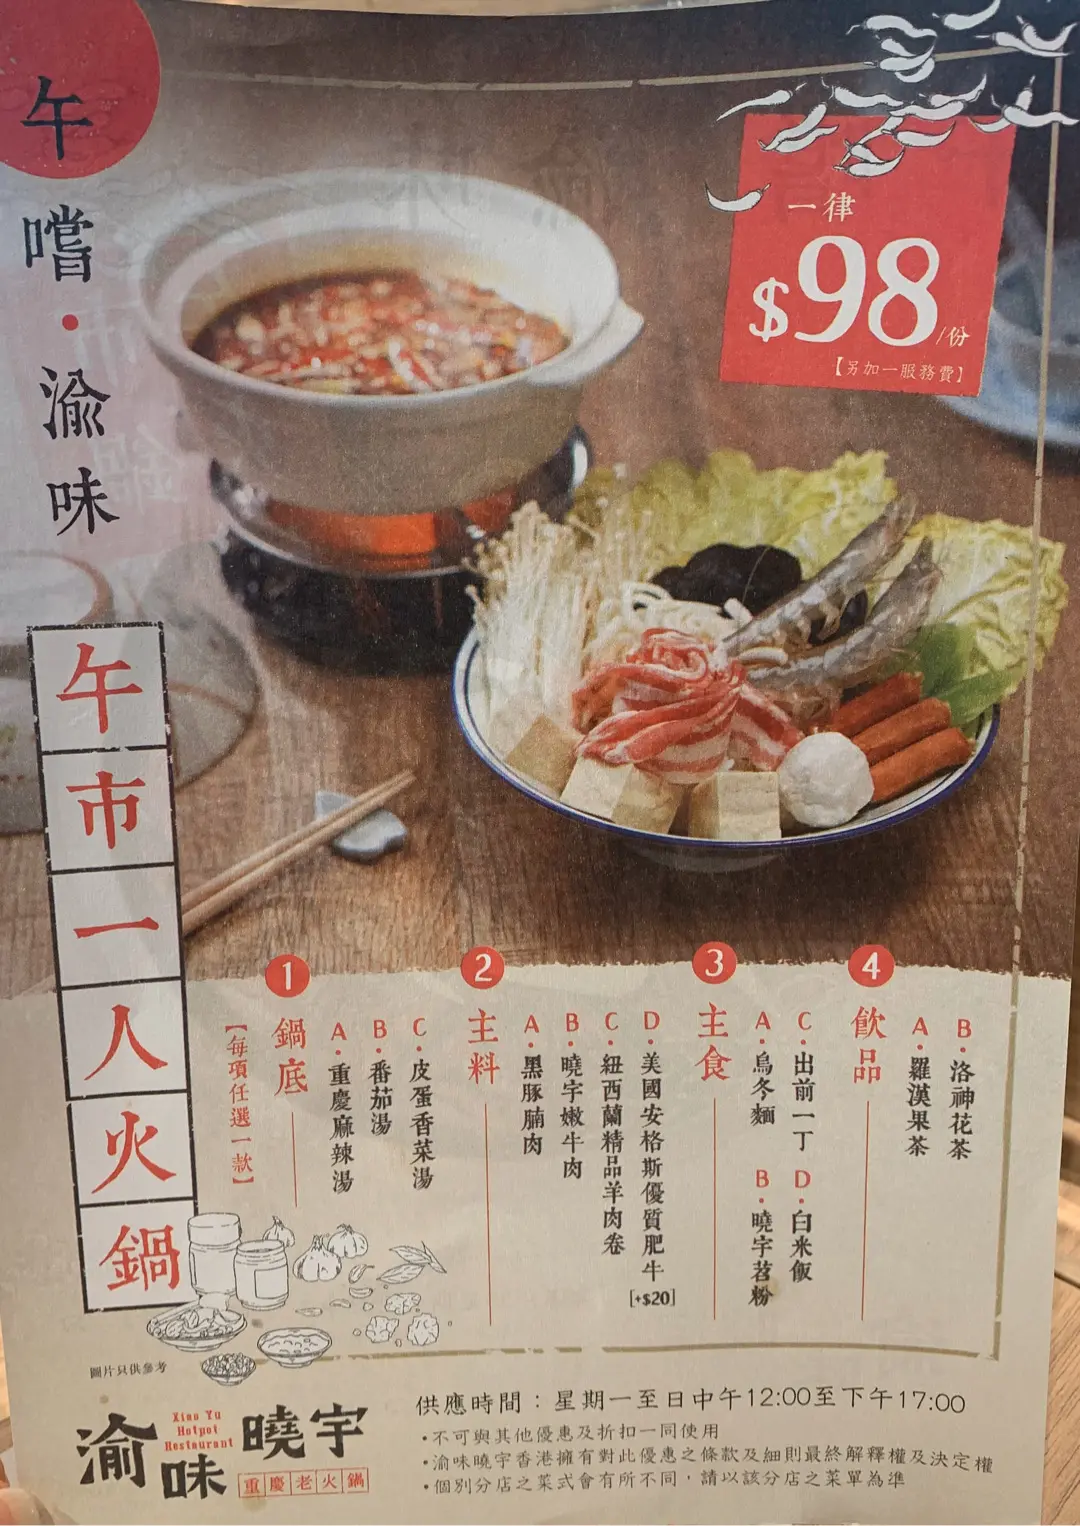 午嚐・渝味
一律
$98/份
【另加一服務費】
午市一人火鍋
【每項任選一款】
1
鍋底
A・重慶麻辣湯
B・番茄湯
C・皮蛋香菜湯
2
主料
A・黑豚腩肉
B・曉宇嫩牛肉
C・紐西蘭精品羊肉卷
D・美國安格斯優質肥牛
[+$20]
3
主食
A・烏冬麵
B・曉宇苕粉
C・出前一丁
D・白米飯
4
飲品
A・羅漢果茶
B・洛神花茶
圖片只供參考
渝味
Xiao Yu
Hotpot
Restaurant
曉宇
重慶老火鍋
供應時間：星期一至日中午12:00至下午17:00
・不可與其他優惠及折扣一同使用
・渝味曉宇香港擁有對此優惠之條款及細則最終解釋權及決定權
・個別分店之菜式會有所不同，請以該分店之菜單為準